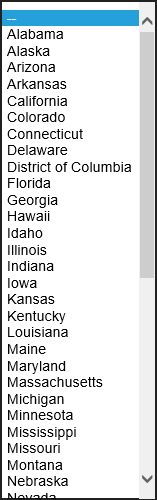 --
Alabama
Alaska
Arizona
Arkansas
California
Colorado
Connecticut
Delaware
District of Columbia
Florida
Georgia
Hawaii
Idaho
Illinois
Indiana
Iowa
Kansas
Kentucky
Louisiana
Maine
Maryland
Massachusetts
Michigan
Minnesota
Mississippi
Missouri
Montana
Nebraska
Nevada